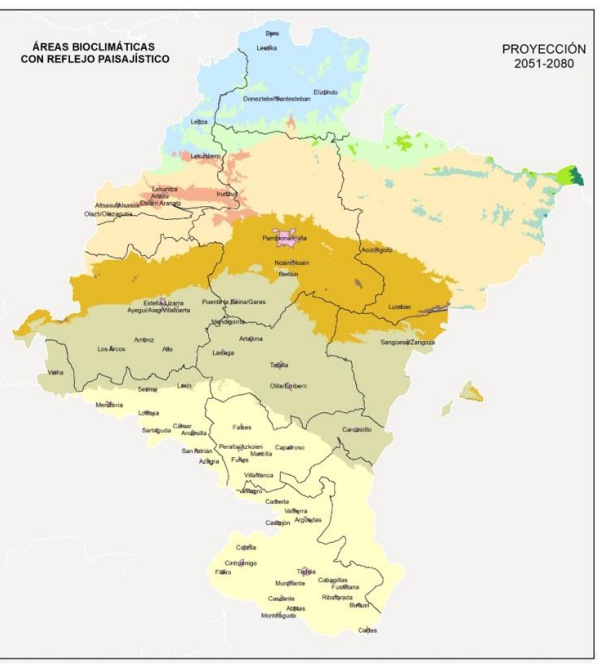 ÁREAS BIOCLIMÁTICAS
CON REFLEJO PAISAJÍSTICO
PROYECCIÓN
2051-2080
Bera
Lesaka
Elizondo
Doneztebe/Santesteban
Leitza
Lekunberri
Lakuntza
Arbizu
Irurtzun
Etxarri Aranatz
Altsasu/Alsasua
Olazti/Olazagutía
Pamplona/Iruña
Aoiz/Agoitz
Noáin/Noain
Beriain
Lumbier
Estella-Lizarra
Puente la Reina/Gares
Ayegui/Aiegi
Villatuerta
Mendigorria
Sangüesa/Zangoza
Arróniz
Artajona
Los Arcos
Allo
Larraga
Tafalla
Viana
Olite/Erriberri
Sesma
Lerín
Mendavia
Lodosa
Cárcar
Falces
Carcastillo
Sartaguda
Andosilla
Peralta/Azkoien
Caparroso
San Adrián
Marcilla
Azagra
Funes
Villafranca
Milagro
Cadreita
Valtierra
Arguedas
Castejón
Corella
Cintruénigo
Fitero
Tudela
Cabanillas
Murchante
Fustiñana
Cascante
Ribaforada
Ablitas
Buñuel
Monteagudo
Cortes